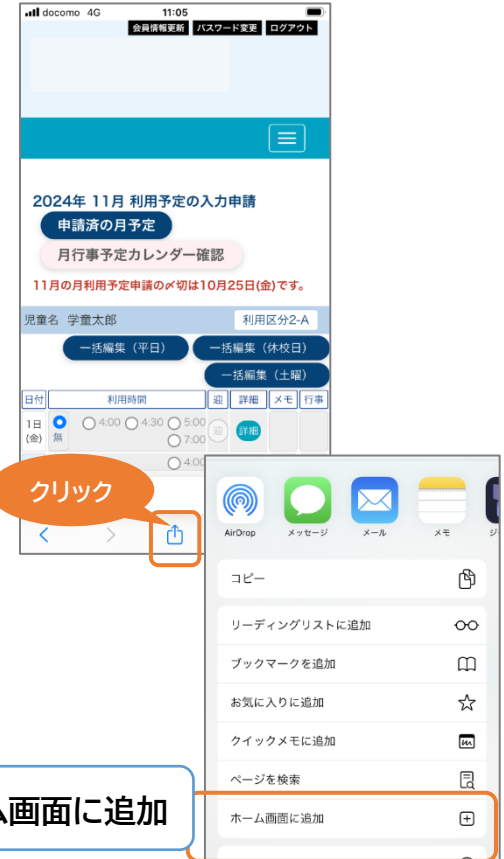 docomo 4G 11:05
会員情報更新 パスワード変更 ログアウト
2024年 11月 利用予定の入力申請
申請済の月予定
月行事予定カレンダー確認
11月の月利用予定申請の〆切は10月25日(金)です。
児童名 学童太郎 利用区分2-A
一括編集（平日） 一括編集（休校日）
一括編集（土曜）
日付 利用時間 迎 詳細 メモ 行事
1日 無 4:00 4:30 5:00 迎 詳細
(金) 7:00
4:00
クリック
AirDrop メッセージ メール メモ
コピー
リーディングリストに追加
ブックマークを追加
お気に入りに追加
クイックメモに追加
ページを検索
画面に追加
ホーム画面に追加